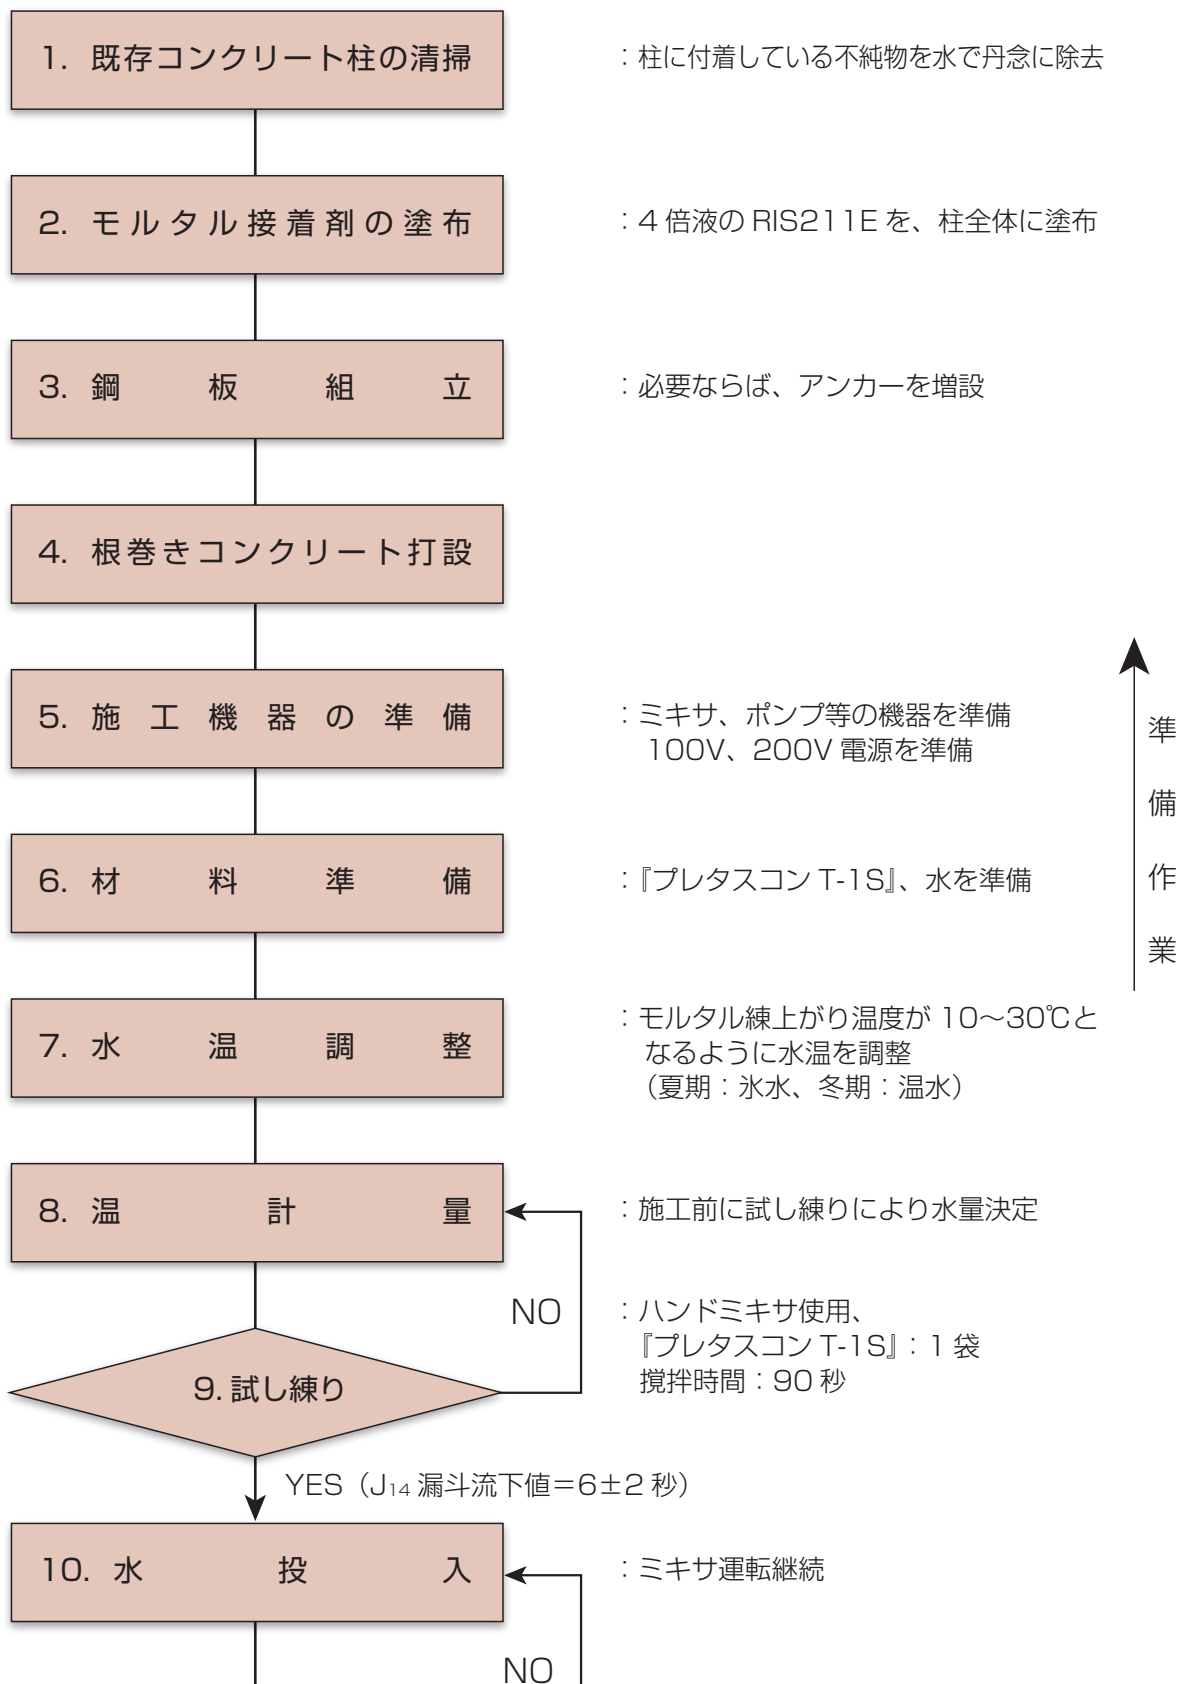 1. 既存コンクリート柱の清掃
：柱に付着している不純物を水で丹念に除去
2. モルタル接着剤の塗布
：4 倍液の RIS211E を、柱全体に塗布
3. 鋼板組立
：必要ならば、アンカーを増設
4. 根巻きコンクリート打設
5. 施工機器の準備
：ミキサ、ポンプ等の機器を準備
100V、200V 電源を準備
準備作業
6. 材料準備
：『プレタスコン T-1S』、水を準備
7. 水温調整
：モルタル練上がり温度が 10～30℃と
なるように水温を調整
（夏期：氷水、冬期：温水）
8. 温計量
：施工前に試し練りにより水量決定
NO
：ハンドミキサ使用、
『プレタスコン T-1S』：1 袋
撹拌時間：90 秒
9. 試し練り
YES（J₁₄ 漏斗流下値＝6±2 秒）
10. 水投入
：ミキサ運転継続
NO